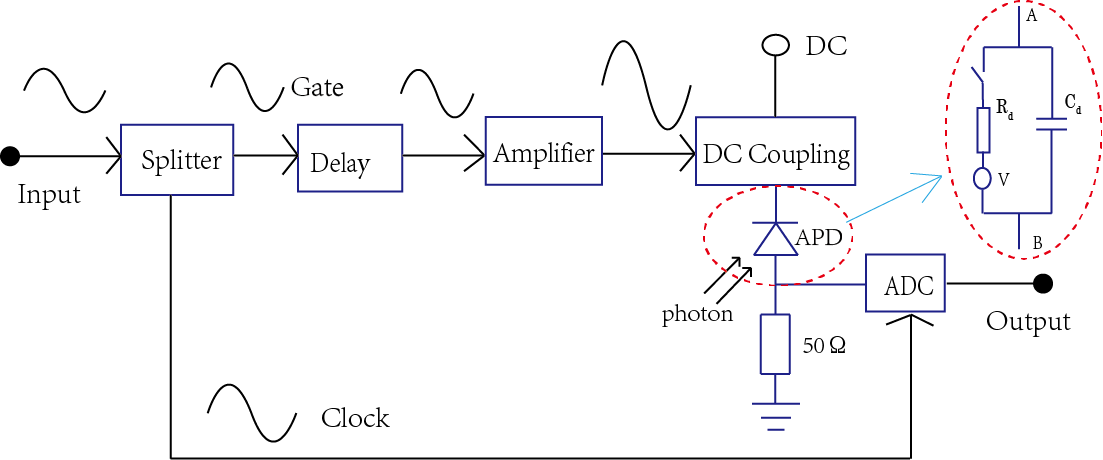 A
DC
Gate
R_d
C_d
Splitter
Delay
Amplifier
DC Coupling
Input
V
APD
B
ADC
photon
Output
50 Ω
Clock